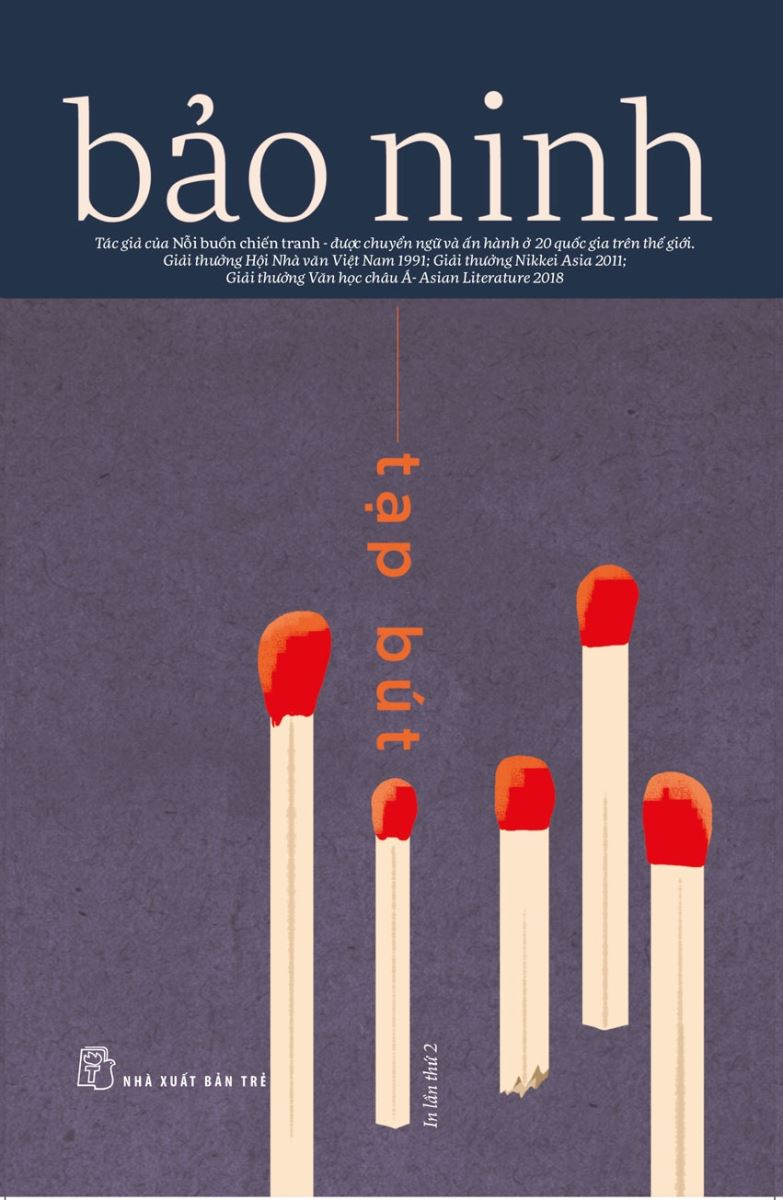 bảo ninh
Tác giả của Nỗi buồn chiến tranh - được chuyển ngữ và ấn hành ở 20 quốc gia trên thế giới.
Giải thưởng Hội Nhà văn Việt Nam 1991; Giải thưởng Nikkei Asia 2011;
Giải thưởng Văn học châu Á- Asian Literature 2018
tạp bút
In lần thứ 2
NHÀ XUẤT BẢN TRẺ